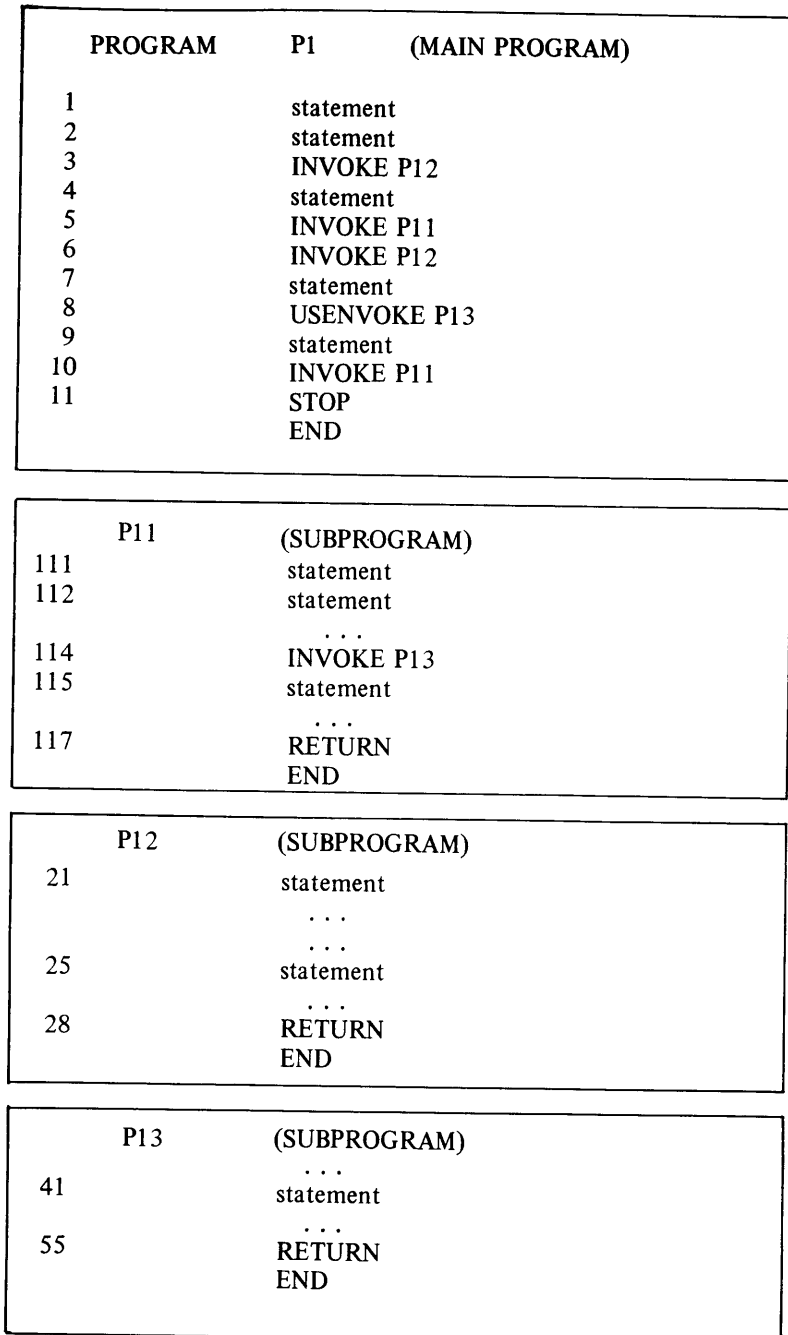 PROGRAM P1 (MAIN PROGRAM)
1 statement
2 statement
3 INVOKE P12
4 statement
5 INVOKE P11
6 INVOKE P12
7 statement
8 USENVOKE P13
9 statement
10 INVOKE P11
11 STOP
END
P11 (SUBPROGRAM)
111 statement
112 statement
. . .
114 INVOKE P13
115 statement
. . .
117 RETURN
END
P12 (SUBPROGRAM)
21 statement
. . .
. . .
25 statement
. . .
28 RETURN
END
P13 (SUBPROGRAM)
. . .
41 statement
. . .
55 RETURN
END